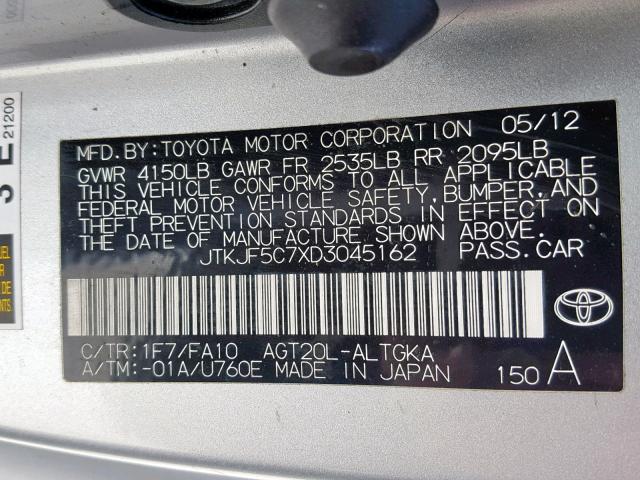 MFD.BY:TOYOTA MOTOR CORPORATION 05/12
GVWR 4150LB GAWR FR 2535LB RR 2095LB
THIS VEHICLE CONFORMS TO ALL APPLICABLE
FEDERAL MOTOR VEHICLE SAFETY,BUMPER,AND
THEFT PREVENTION STANDARDS IN EFFECT ON
THE DATE OF MANUFACTURE SHOWN ABOVE.
JTKJF5C7XD3045162 PASS.CAR
C/TR:1F7/FA10 AGT20L-ALTGKA
A/TM:-01A/U760E MADE IN JAPAN
150 A
3 E
21200